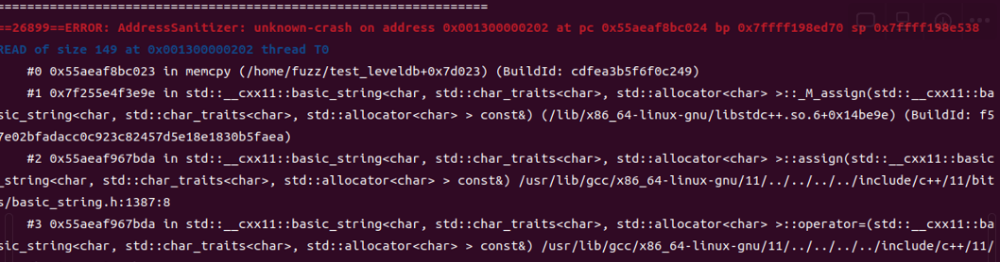 =================================================================
==26899==ERROR: AddressSanitizer: unknown-crash on address 0x001300000202 at pc 0x55aeaf8bc024 bp 0x7ffff198ed70 sp 0x7ffff198e538
READ of size 149 at 0x001300000202 thread T0
#0 0x55aeaf8bc023 in memcpy (/home/fuzz/test_leveldb+0x7d023) (BuildId: cdfea3b5f6f0c249)
#1 0x7f255e4f3e9e in std::__cxx11::basic_string<char, std::char_traits<char>, std::allocator<char> >::_M_assign(std::__cxx11::ba
sic_string<char, std::char_traits<char>, std::allocator<char> > const&) (/lib/x86_64-linux-gnu/libstdc++.so.6+0x14be9e) (BuildId: f5
7e02bfadacc0c923c82457d5e18e1830b5faea)
#2 0x55aeaf967bda in std::__cxx11::basic_string<char, std::char_traits<char>, std::allocator<char> >::assign(std::__cxx11::basic
_string<char, std::char_traits<char>, std::allocator<char> > const&) /usr/lib/gcc/x86_64-linux-gnu/11/../../../../include/c++/11/bit
s/basic_string.h:1387:8
#3 0x55aeaf967bda in std::__cxx11::basic_string<char, std::char_traits<char>, std::allocator<char> >::operator=(std::__cxx11::ba
sic_string<char, std::char_traits<char>, std::allocator<char> > const&) /usr/lib/gcc/x86_64-linux-gnu/11/../../../../include/c++/11/